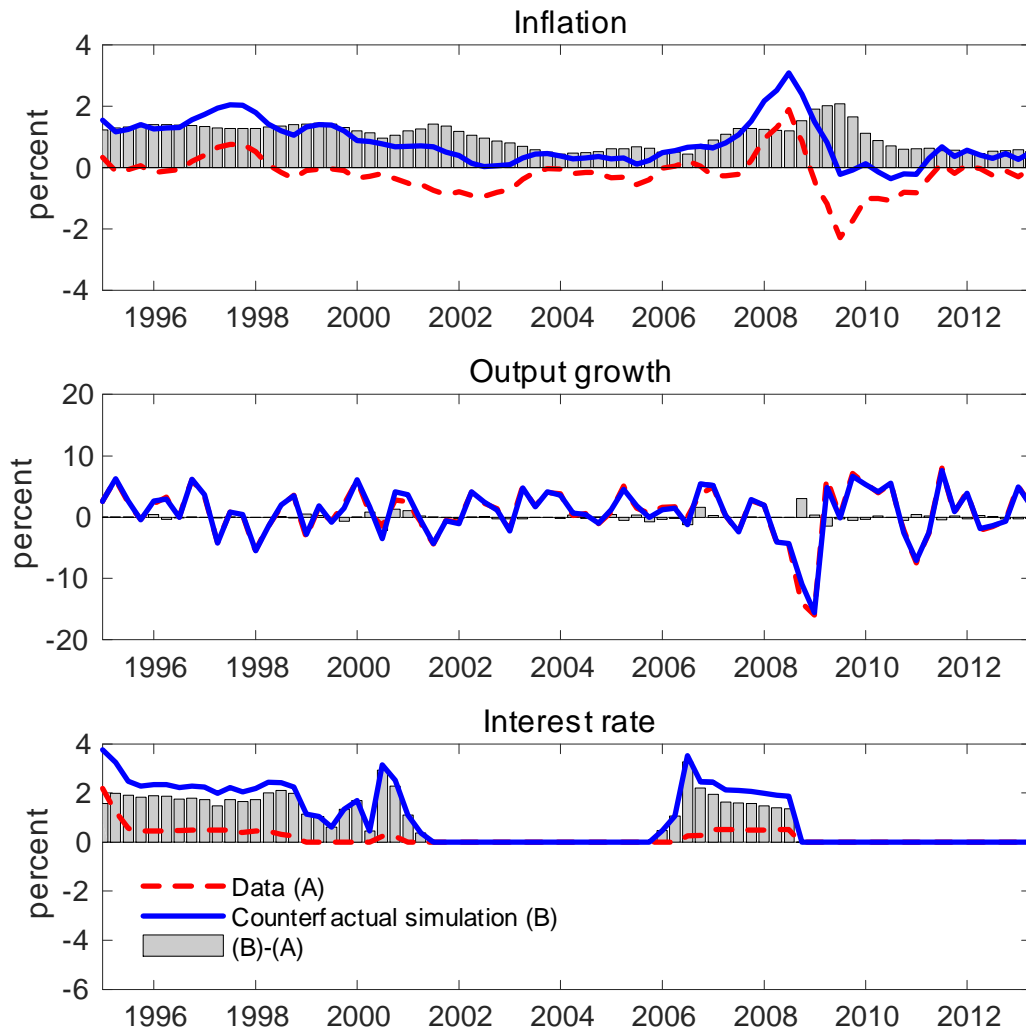 Inflation
4
2
0
-2
-4
percent
1996 1998 2000 2002 2004 2006 2008 2010 2012
Output growth
20
10
0
-10
-20
percent
1996 1998 2000 2002 2004 2006 2008 2010 2012
Interest rate
4
2
0
-2
-4
-6
percent
Data (A)
Counterfactual simulation (B)
(B)-(A)
1996 1998 2000 2002 2004 2006 2008 2010 2012